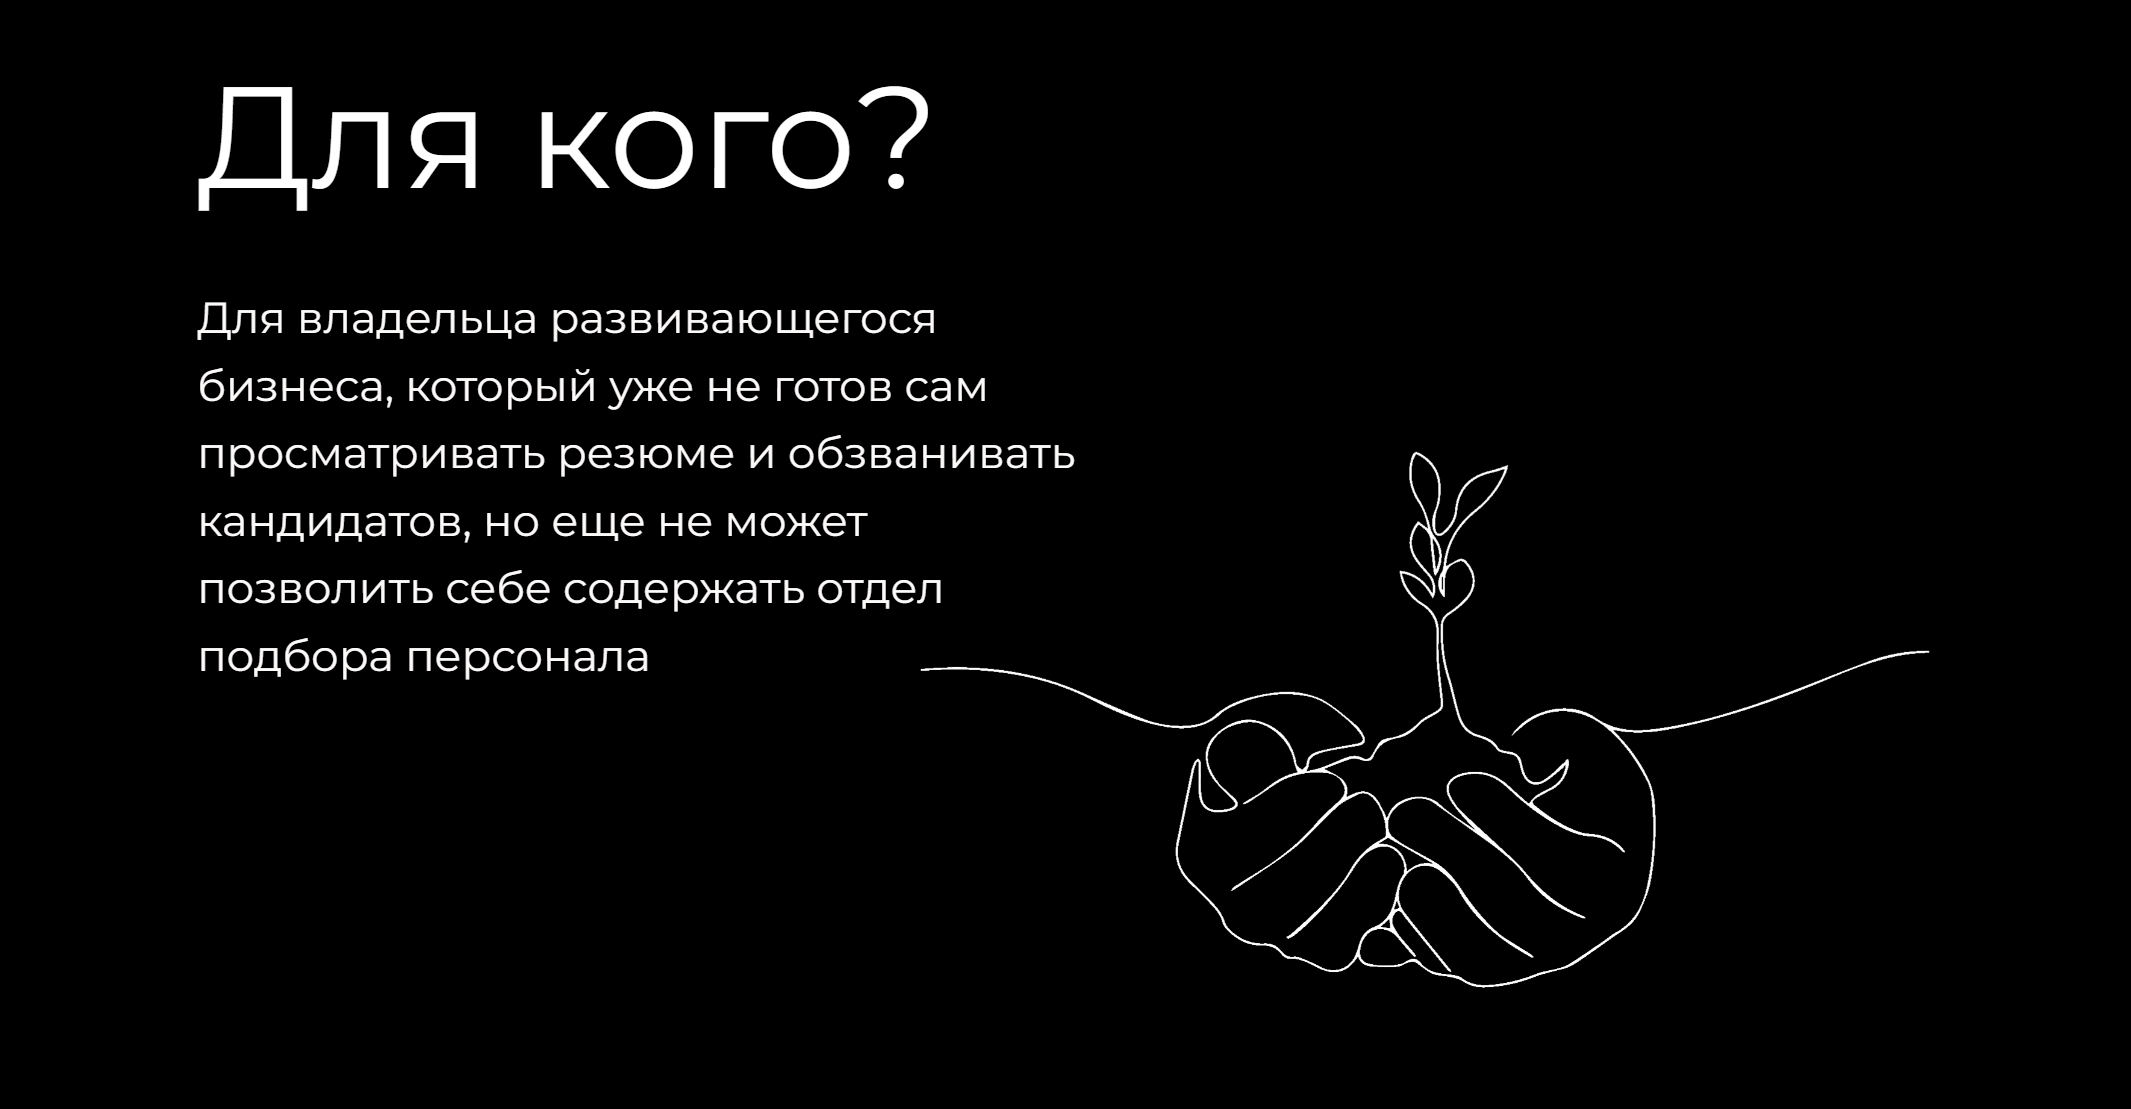 Для кого?
Для владельца развивающегося
бизнеса, который уже не готов сам
просматривать резюме и обзванивать
кандидатов, но еще не может
позволить себе содержать отдел
подбора персонала